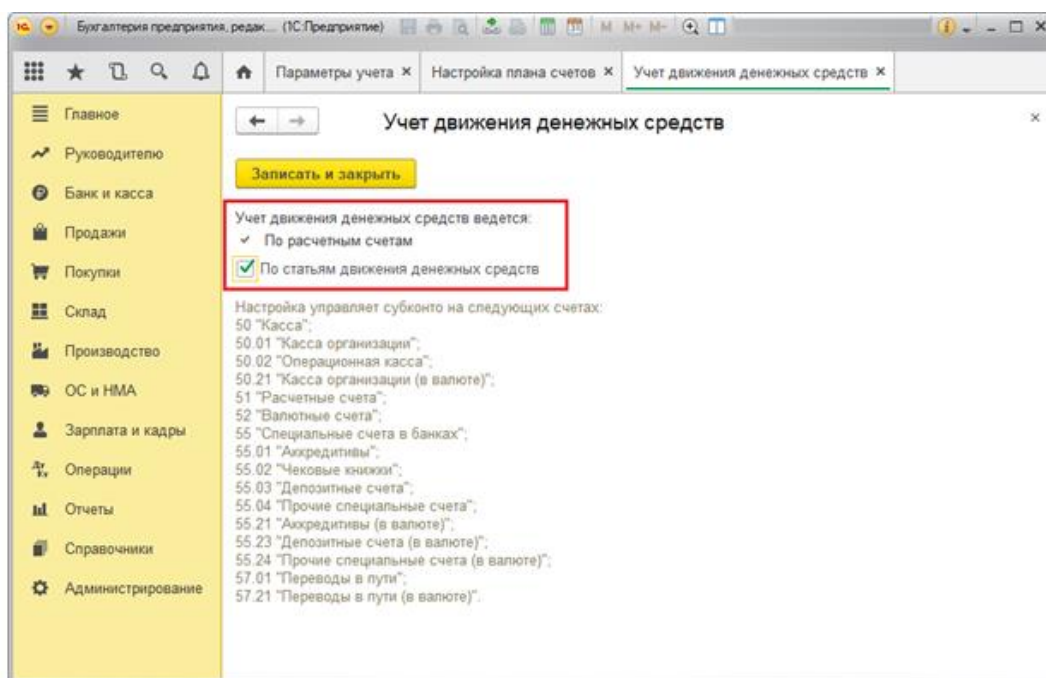 1С Бухгалтерия предприятия, редак... (1С:Предприятие) M M+ M-
Параметры учета × Настройка плана счетов × Учет движения денежных средств ×
Главное
Руководителю
Банк и касса
Продажи
Покупки
Склад
Производство
ОС и НМА
Зарплата и кадры
Операции
Отчеты
Справочники
Администрирование
Учет движения денежных средств
Записать и закрыть
Учет движения денежных средств ведется:
По расчетным счетам
По статьям движения денежных средств
Настройка управляет субконто на следующих счетах:
50 "Касса";
50.01 "Касса организации";
50.02 "Операционная касса";
50.21 "Касса организации (в валюте)";
51 "Расчетные счета";
52 "Валютные счета";
55 "Специальные счета в банках";
55.01 "Аккредитивы";
55.02 "Чековые книжки";
55.03 "Депозитные счета";
55.04 "Прочие специальные счета";
55.21 "Аккредитивы (в валюте)";
55.23 "Депозитные счета (в валюте)";
55.24 "Прочие специальные счета (в валюте)";
57.01 "Переводы в пути";
57.21 "Переводы в пути (в валюте)".